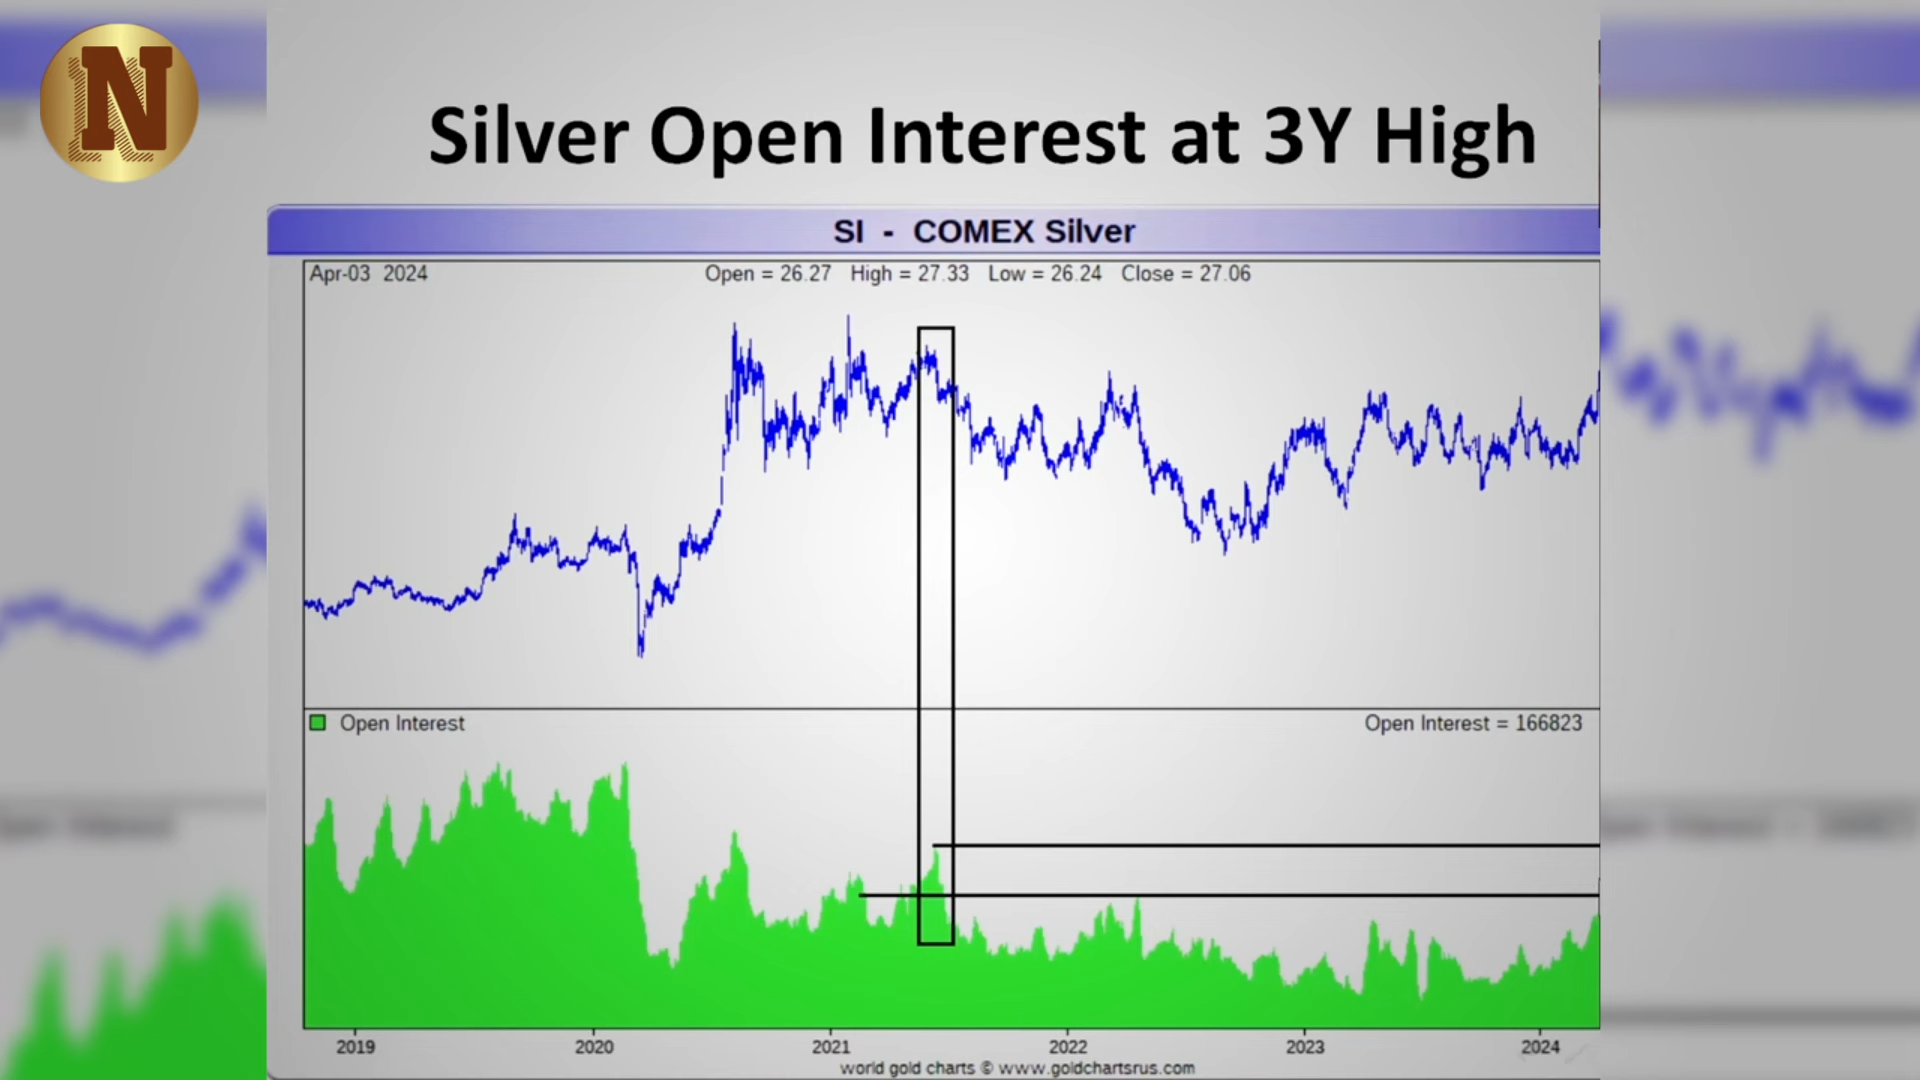 N
Silver Open Interest at 3Y High
SI - COMEX Silver
Apr-03 2024 Open = 26.27 High = 27.33 Low = 26.24 Close = 27.06
Open Interest Open Interest = 166823
2019 2020 2021 2022 2023 2024
world gold charts © www.goldchartsrus.com